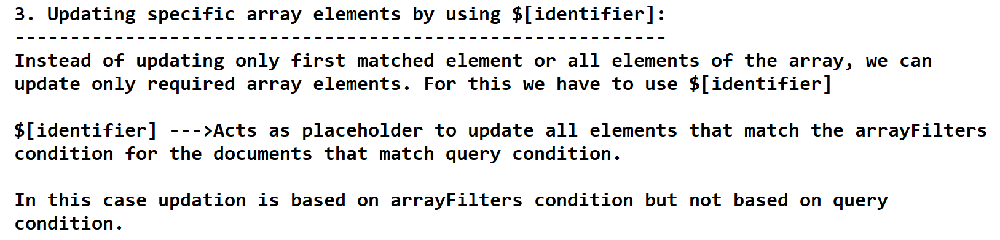 3. Updating specific array elements by using $[identifier]:
-----------------------------------------------------------
Instead of updating only first matched element or all elements of the array, we can
update only required array elements. For this we have to use $[identifier]
$[identifier] --->Acts as placeholder to update all elements that match the arrayFilters
condition for the documents that match query condition.
In this case updation is based on arrayFilters condition but not based on query
condition.